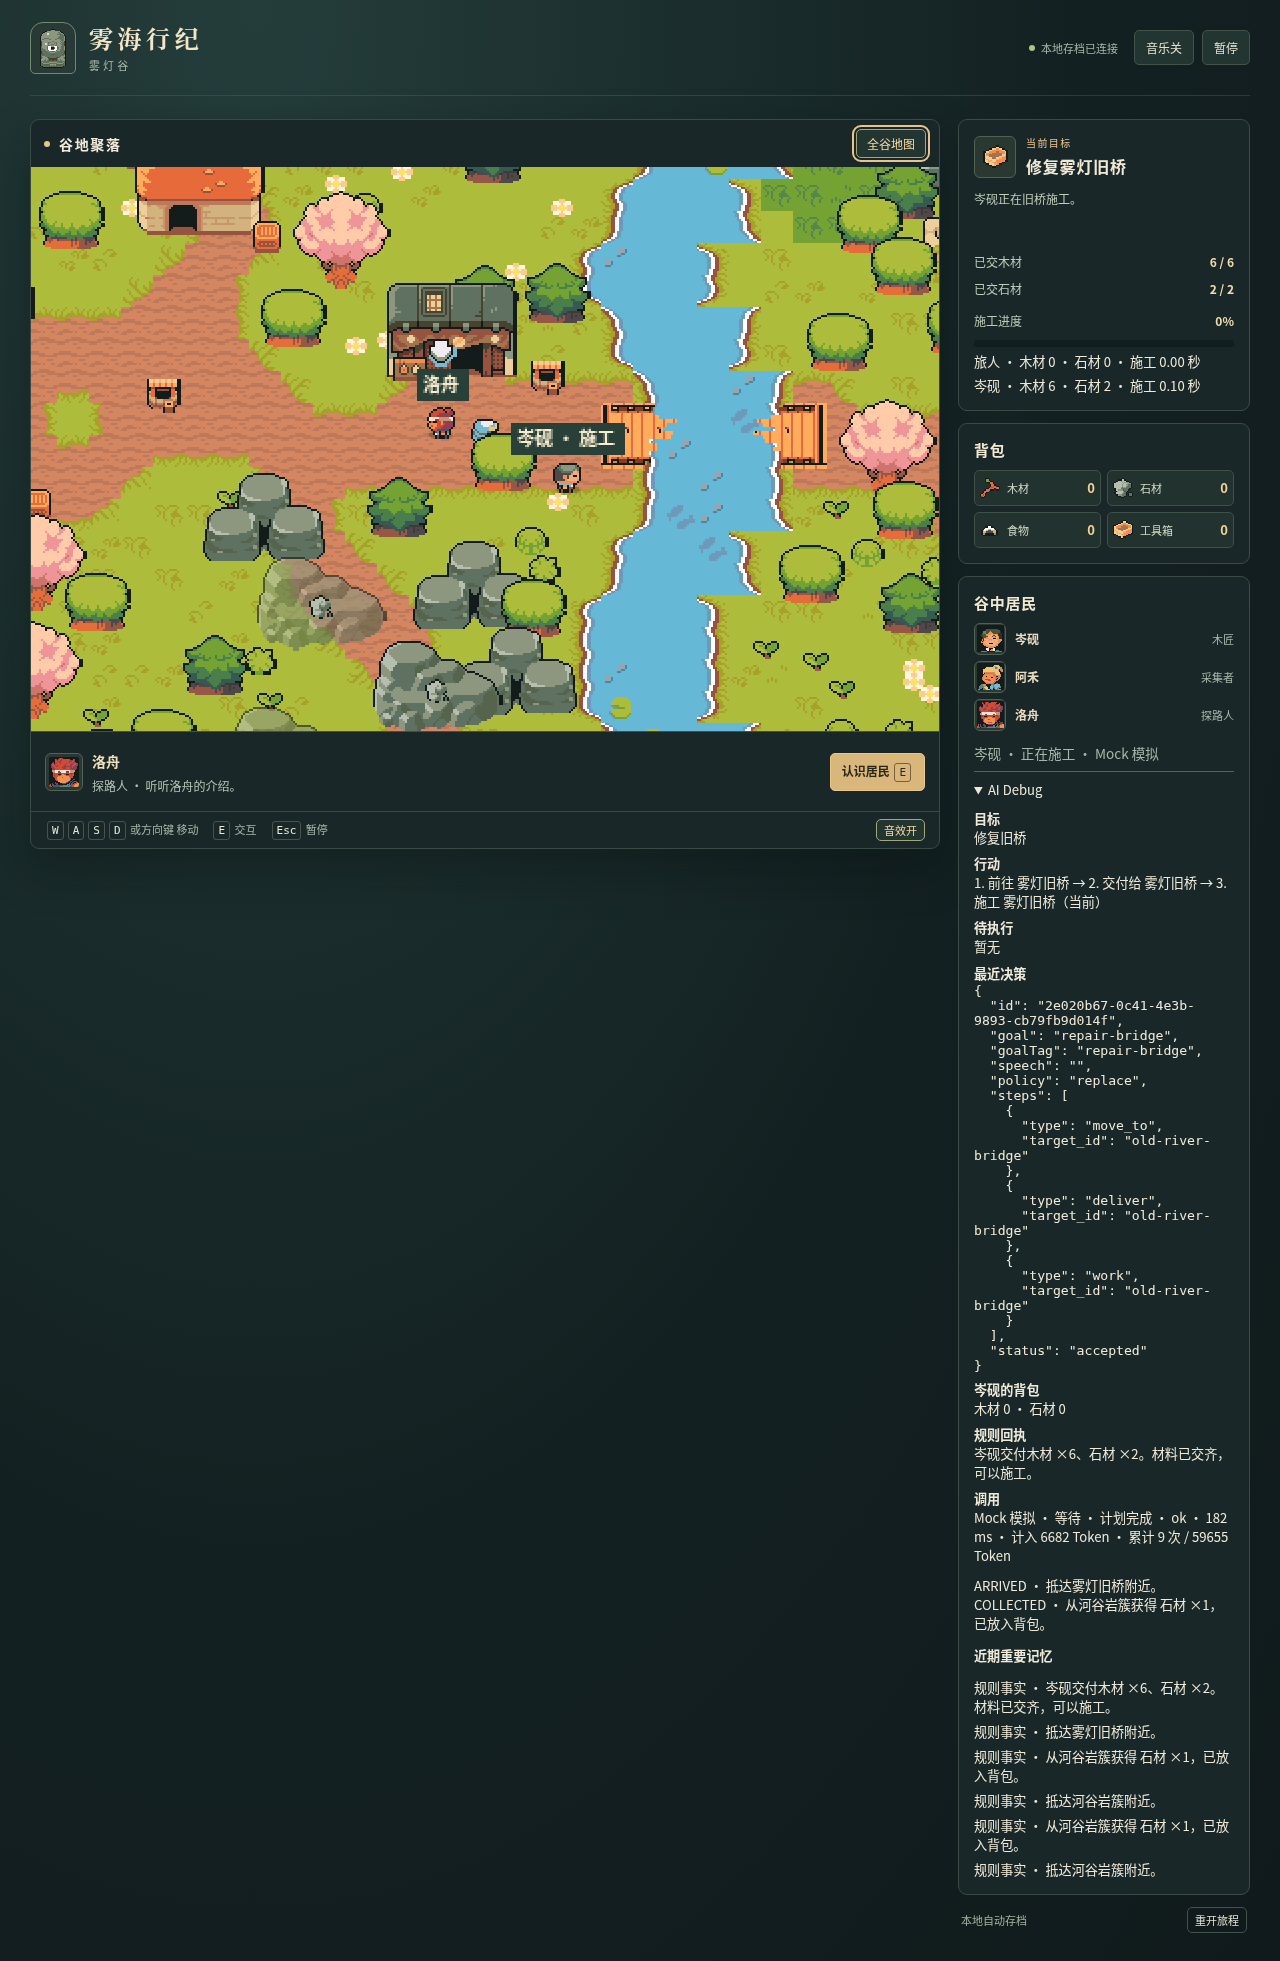 雾海行纪
雾灯谷
本地存档已连接
音乐关
暂停
谷地聚落
全谷地图
洛舟
岑砚 · 施工
洛舟
探路人 · 听听洛舟的介绍。
认识居民 E
W A S D 或方向键 移动 E 交互 Esc 暂停
音效开
当前目标
修复雾灯旧桥
岑砚正在旧桥施工。
已交木材 6 / 6
已交石材 2 / 2
施工进度 0%
旅人 · 木材 0 · 石材 0 · 施工 0.00 秒
岑砚 · 木材 6 · 石材 2 · 施工 0.10 秒
背包
木材 0 石材 0
食物 0 工具箱 0
谷中居民
岑砚 木匠
阿禾 采集者
洛舟 探路人
岑砚 · 正在施工 · Mock 模拟
▼ AI Debug
目标
修复旧桥
行动
1. 前往 雾灯旧桥 → 2. 交付给 雾灯旧桥 → 3.
施工 雾灯旧桥（当前）
待执行
暂无
最近决策
{
  "id": "2e020b67-0c41-4e3b-
9893-cb79fb9d014f",
  "goal": "repair-bridge",
  "goalTag": "repair-bridge",
  "speech": "",
  "policy": "replace",
  "steps": [
    {
      "type": "move_to",
      "target_id": "old-river-
bridge"
    },
    {
      "type": "deliver",
      "target_id": "old-river-
bridge"
    },
    {
      "type": "work",
      "target_id": "old-river-
bridge"
    }
  ],
  "status": "accepted"
}
岑砚的背包
木材 0 · 石材 0
规则回执
岑砚交付木材 ×6、石材 ×2。材料已交齐，
可以施工。
调用
Mock 模拟 · 等待 · 计划完成 · ok · 182
ms · 计入 6682 Token · 累计 9 次 / 59655
Token
ARRIVED · 抵达雾灯旧桥附近。
COLLECTED · 从河谷岩簇获得 石材 ×1，
已放入背包。
近期重要记忆
规则事实 · 岑砚交付木材 ×6、石材 ×2。
材料已交齐，可以施工。
规则事实 · 抵达雾灯旧桥附近。
规则事实 · 从河谷岩簇获得 石材 ×1，已放
入背包。
规则事实 · 抵达河谷岩簇附近。
规则事实 · 从河谷岩簇获得 石材 ×1，已放
入背包。
规则事实 · 抵达河谷岩簇附近。
本地自动存档
重开旅程